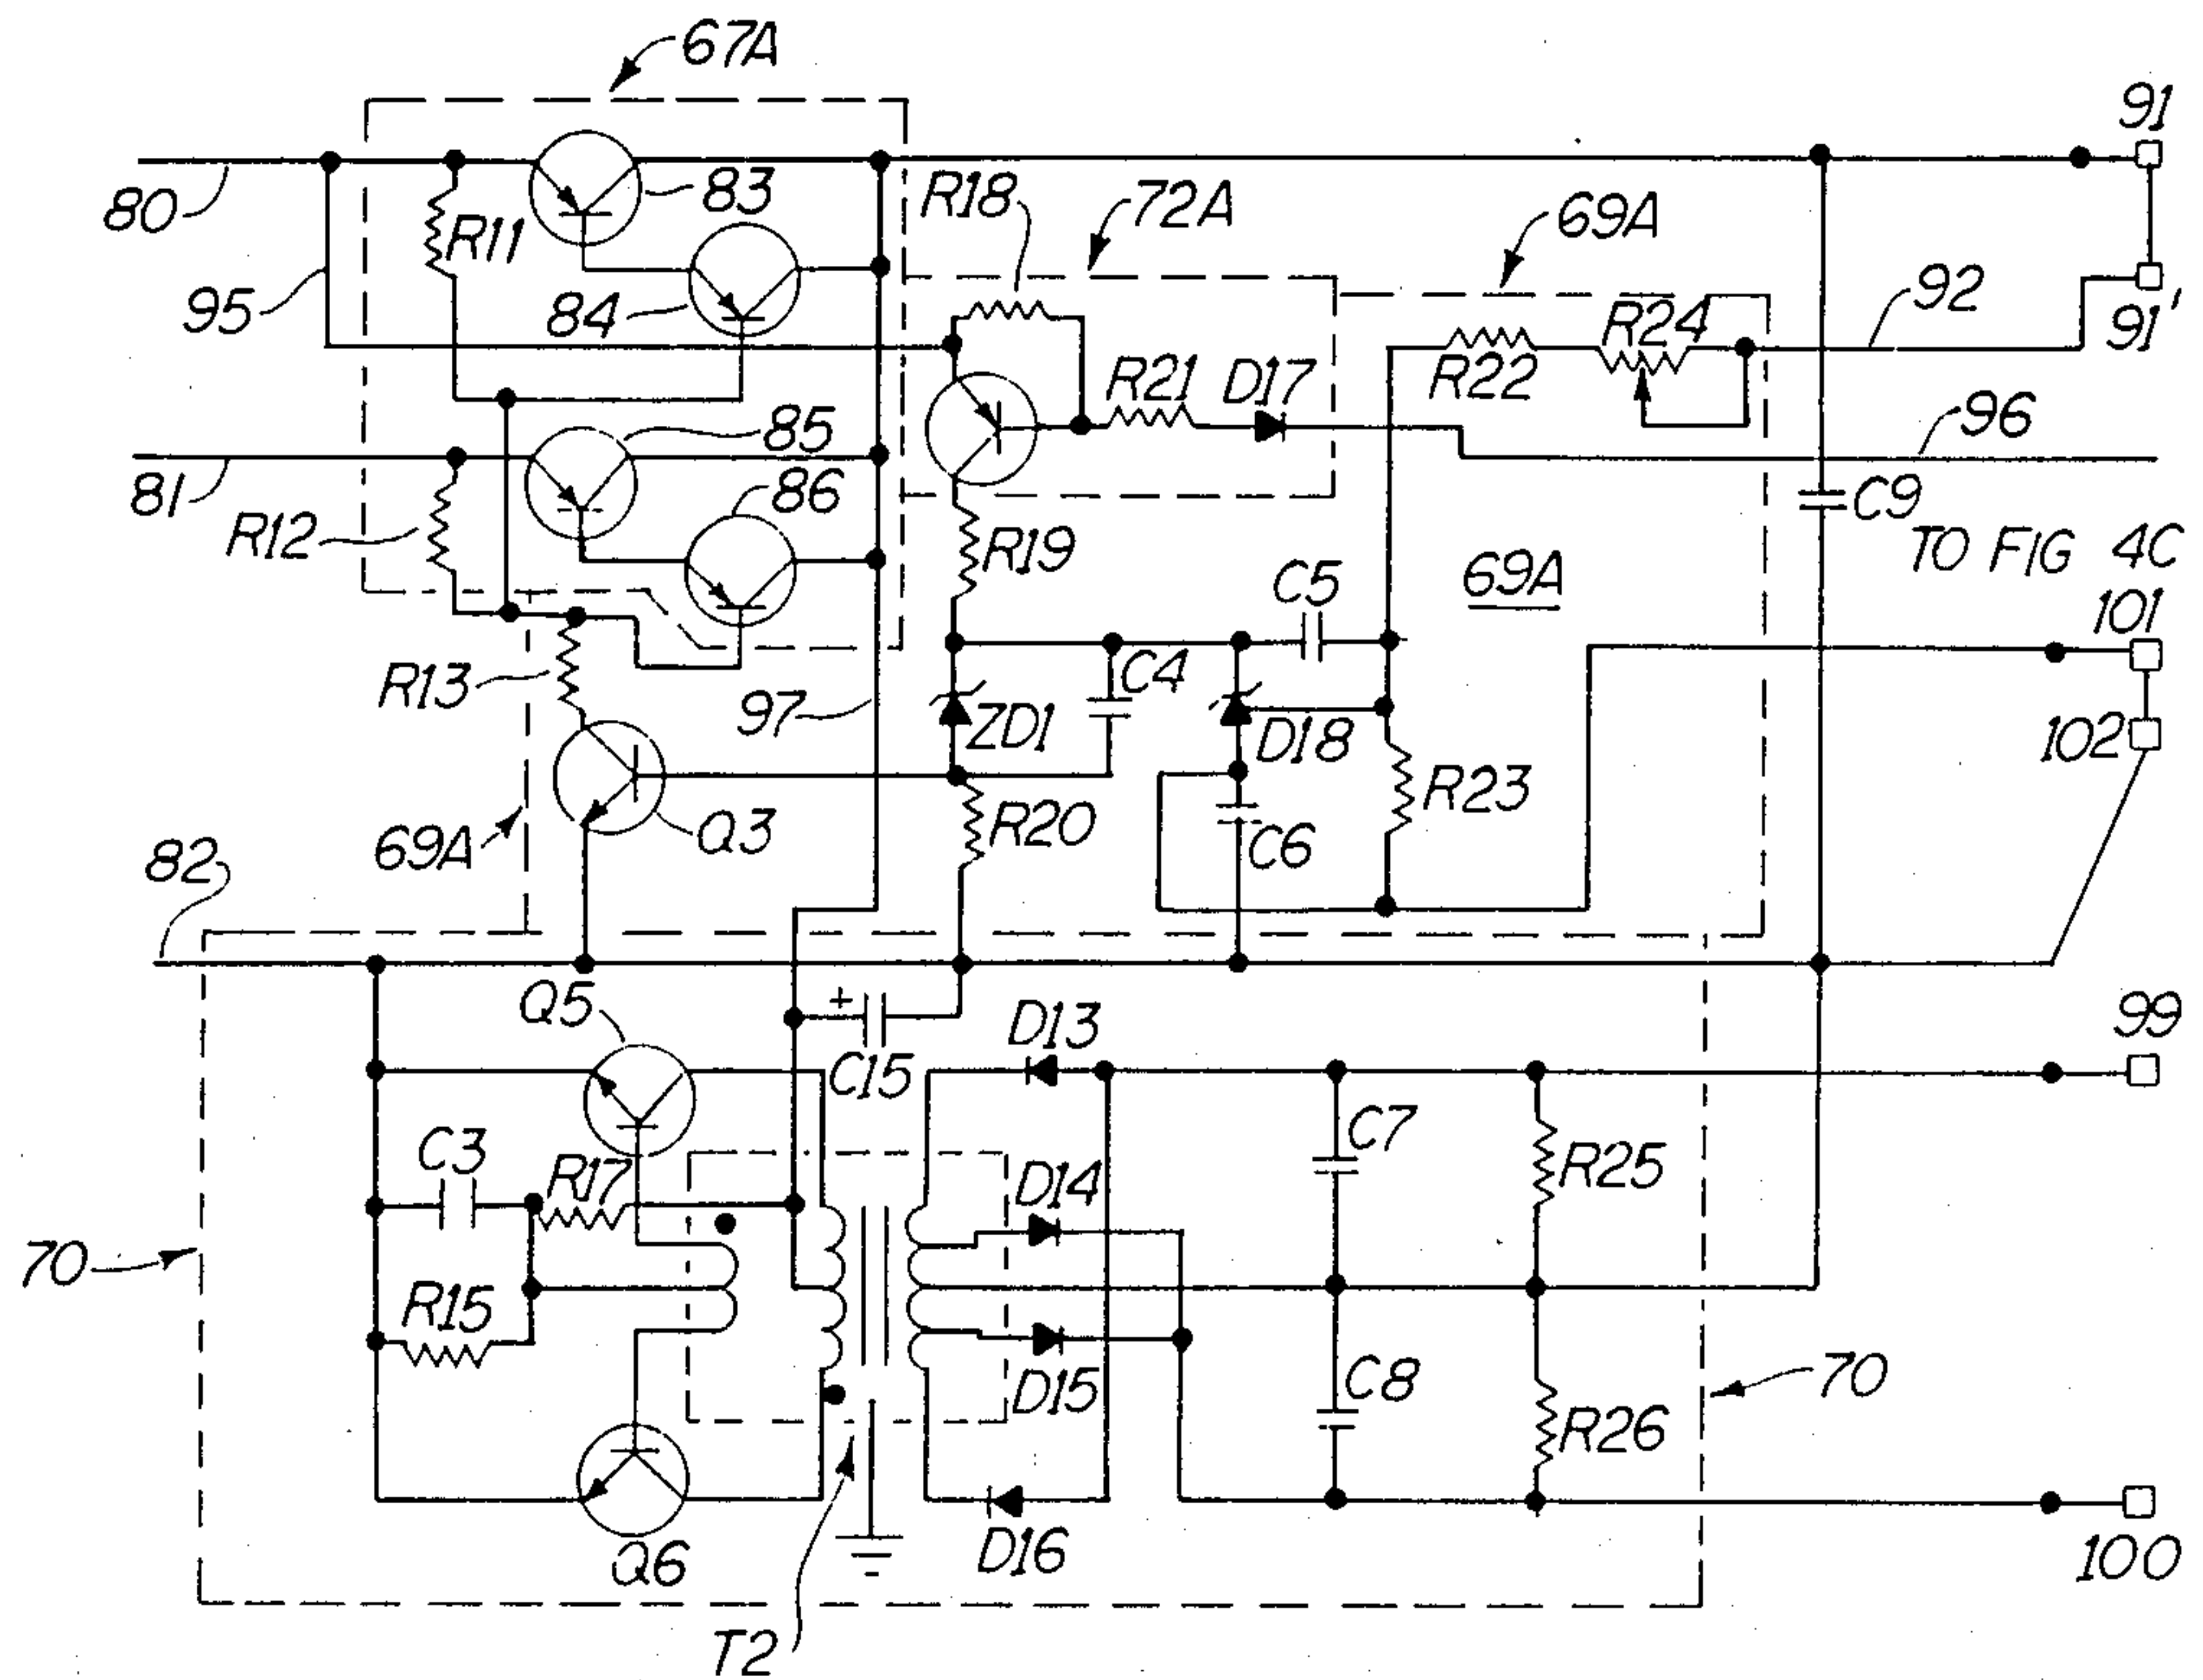 67A
91
80
R11
83
R18
72A
69A
95
84
92
91'
R24
R22
R21
D17
85
96
81
86
R12
C9
R19
TO FIG 4C
C5
69A
101
R13
C4
97
ZD1
D18
102
R23
Q3
R20
69A
C6
82
Q5
D13
99
C15
C3
R17
C7
D14
R25
70
R15
D15
C8
70
R26
D16
Q6
100
T2